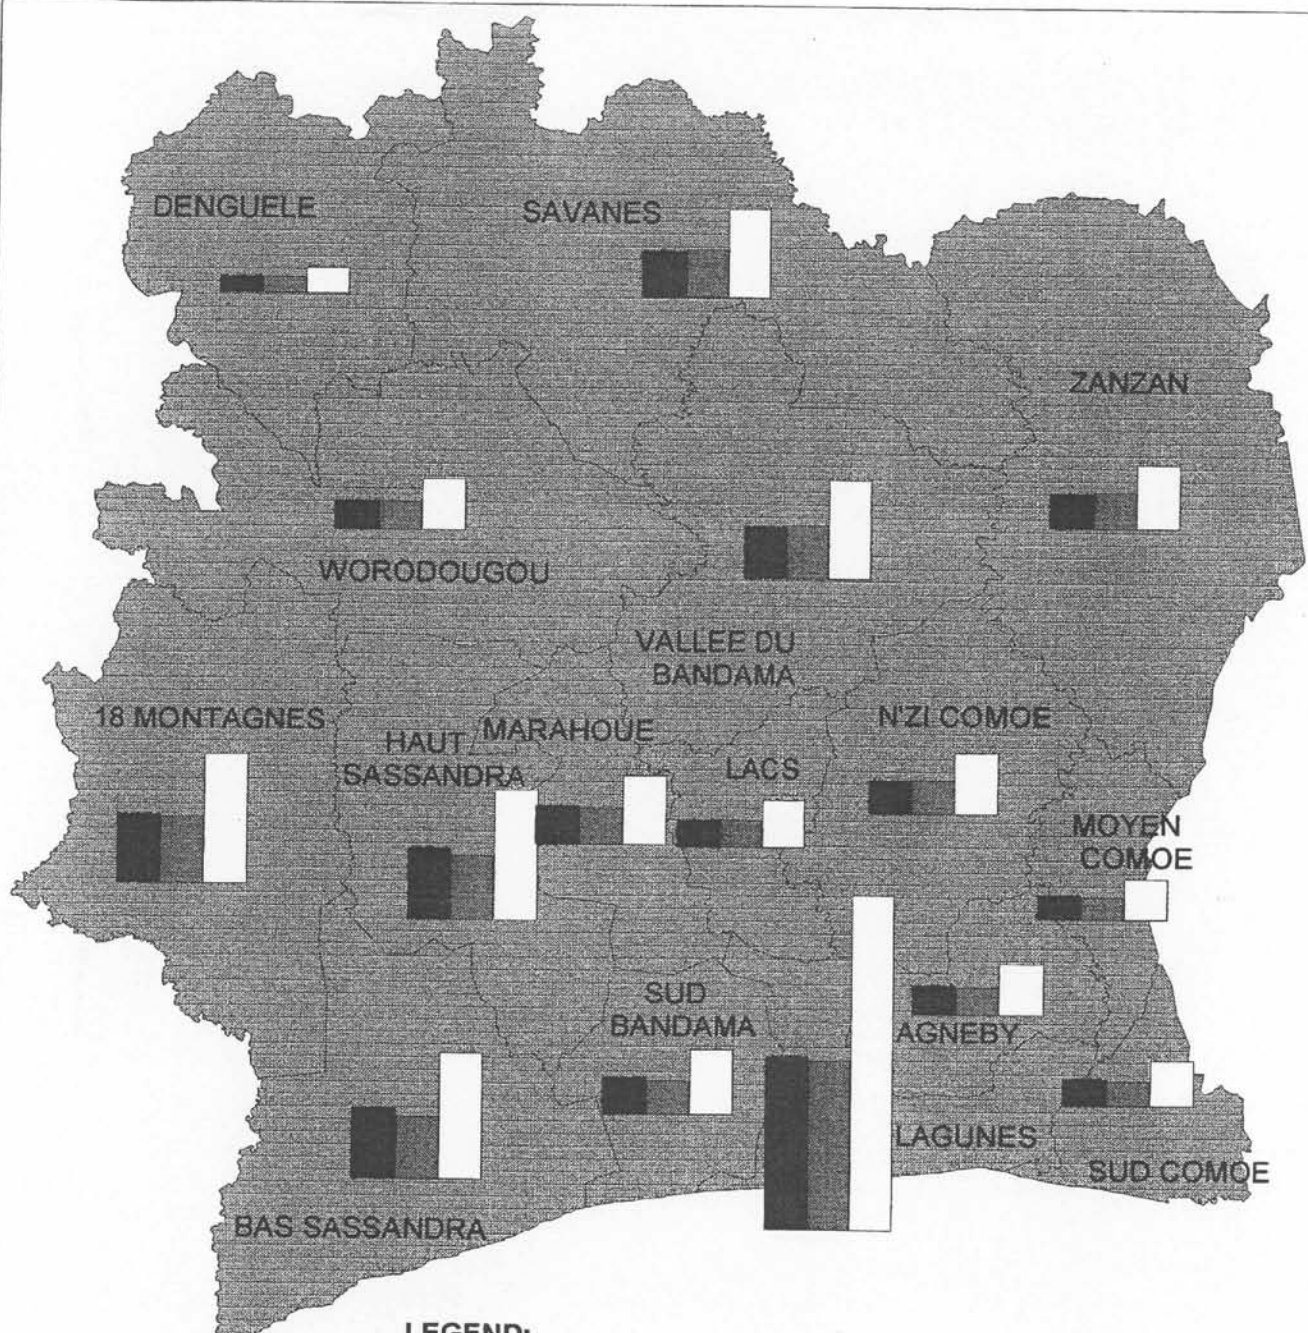 DENGUELE
SAVANES
ZANZAN
WORODOUGOU
VALLEE DU
BANDAMA
18 MONTAGNES
HAUT
SASSANDRA
MARAHOUE
LACS
N'ZI COMOE
MOYEN
COMOE
SUD
BANDAMA
AGNEBY
LAGUNES
SUD COMOE
BAS SASSANDRA
LEGEND: